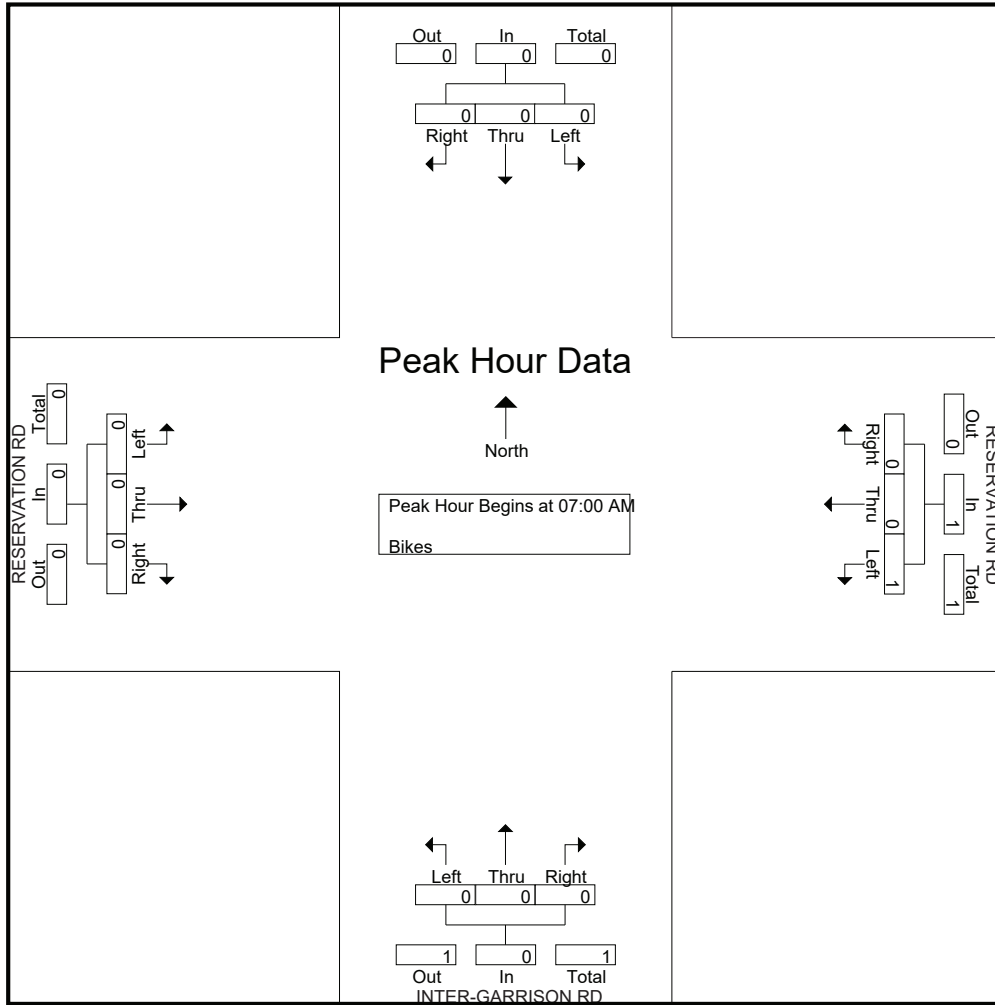 Out In Total
0 0 0
0 0 0
Right Thru Left
Peak Hour Data
North
Peak Hour Begins at 07:00 AM
Bikes
RESERVATION RD
Total In Out
0 0 0
0 0 0
Left Thru Right
Right Thru Left
0 0 1
Out In Total
0 1 1
RESERVATION RD
Left Thru Right
0 0 0
1 0 1
Out In Total
INTER-GARRISON RD